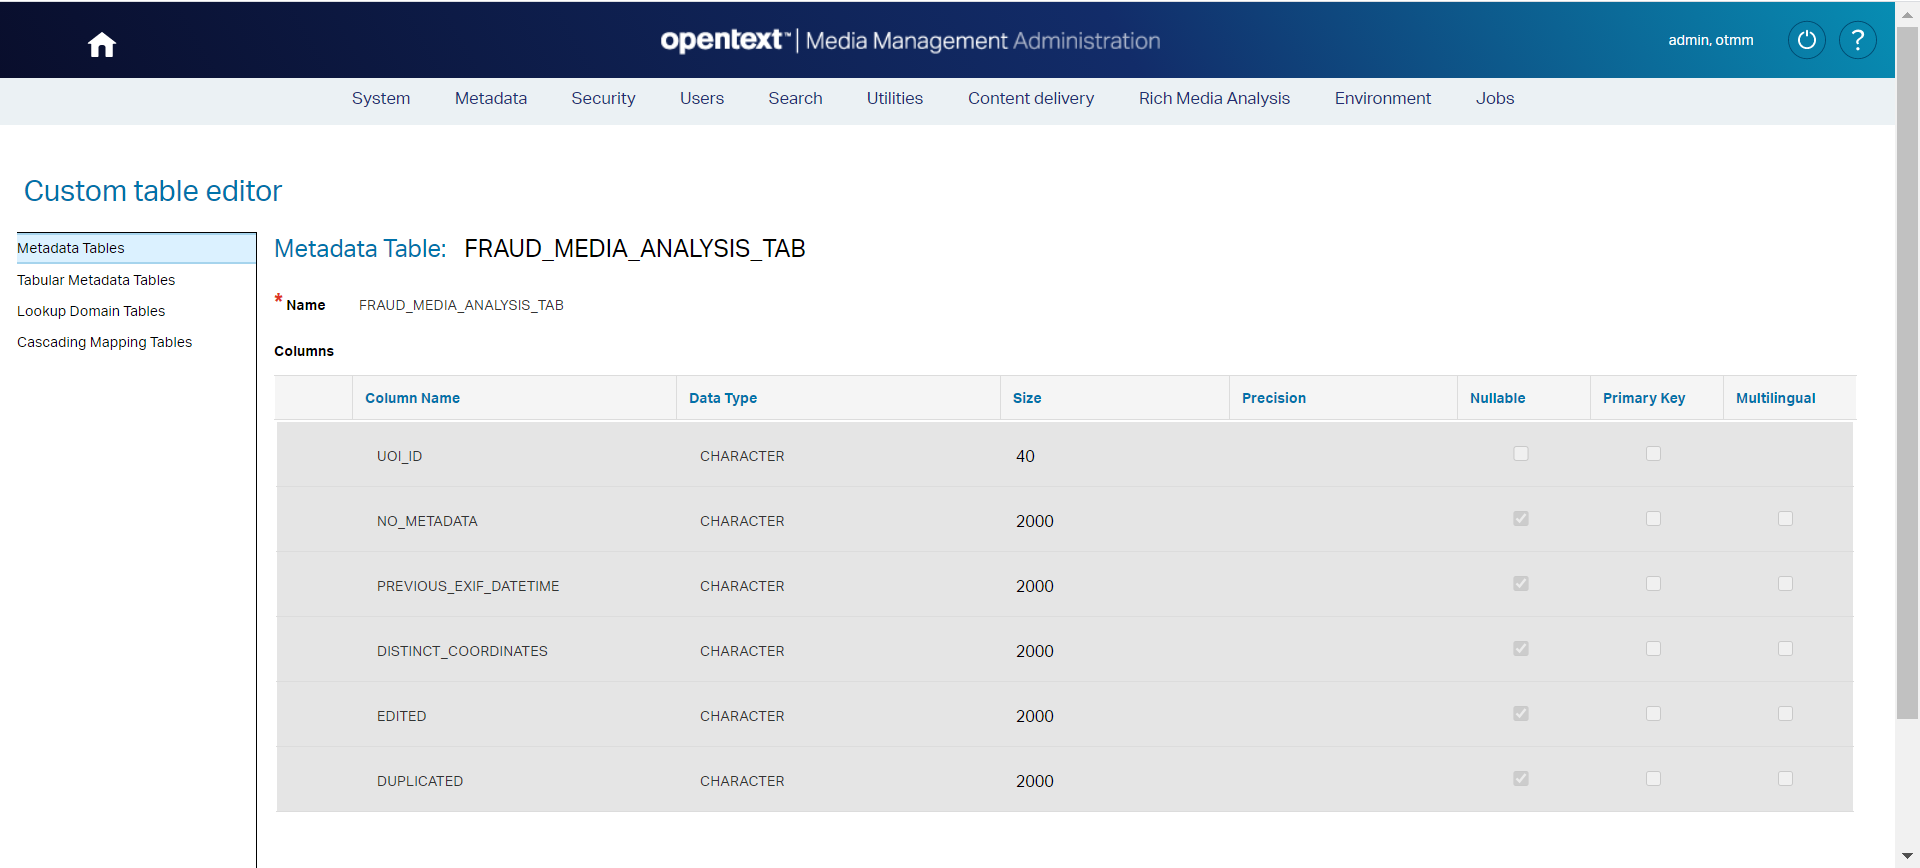 opentext™ | Media Management Administration
admin, otmm
?
System Metadata Security Users Search Utilities Content delivery Rich Media Analysis Environment Jobs
Custom table editor
Metadata Tables
Tabular Metadata Tables
Lookup Domain Tables
Cascading Mapping Tables
Metadata Table: FRAUD_MEDIA_ANALYSIS_TAB
* Name FRAUD_MEDIA_ANALYSIS_TAB
Columns
Column Name Data Type Size Precision Nullable Primary Key Multilingual
UOI_ID CHARACTER 40
NO_METADATA CHARACTER 2000
PREVIOUS_EXIF_DATETIME CHARACTER 2000
DISTINCT_COORDINATES CHARACTER 2000
EDITED CHARACTER 2000
DUPLICATED CHARACTER 2000